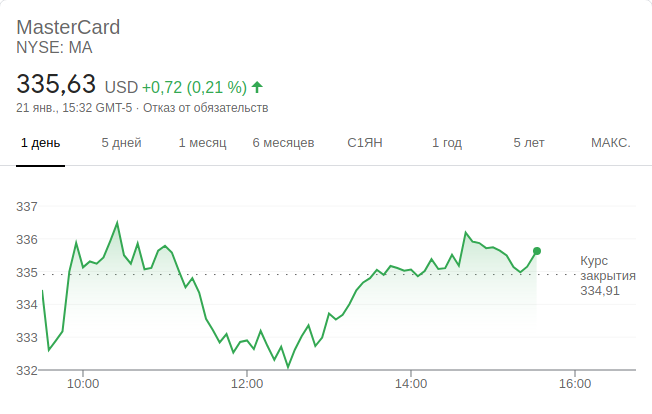 MasterCard
NYSE: MA
335,63 USD +0,72 (0,21 %)
21 янв., 15:32 GMT-5 · Отказ от обязательств
1 день 5 дней 1 месяц 6 месяцев С1ЯН 1 год 5 лет МАКС.
337
336
335
334
333
332
Курс
закрытия
334,91
10:00 12:00 14:00 16:00